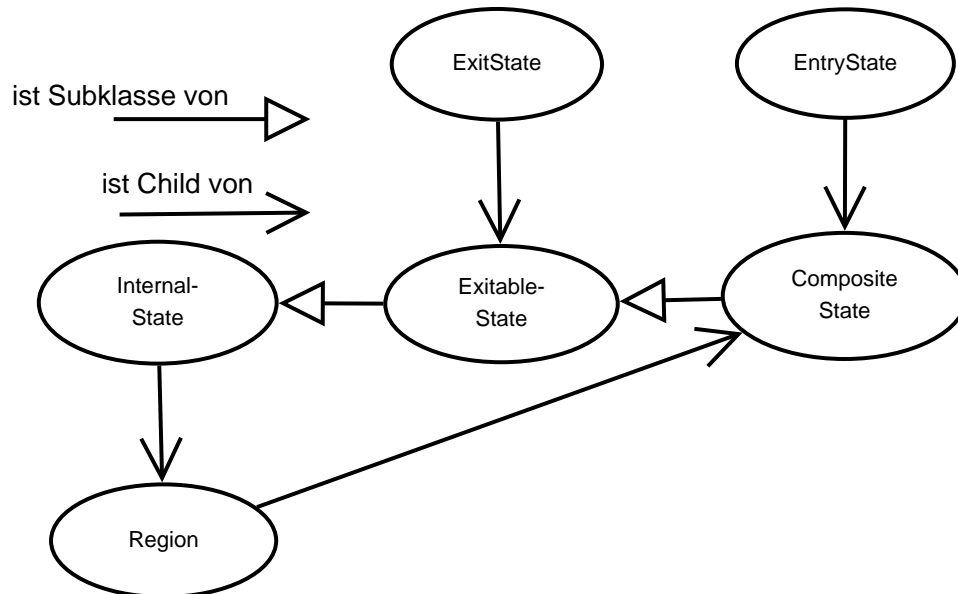 ExitState
EntryState
ist Subklasse von
ist Child von
Internal-
State
Exitable-
State
Composite
State
Region